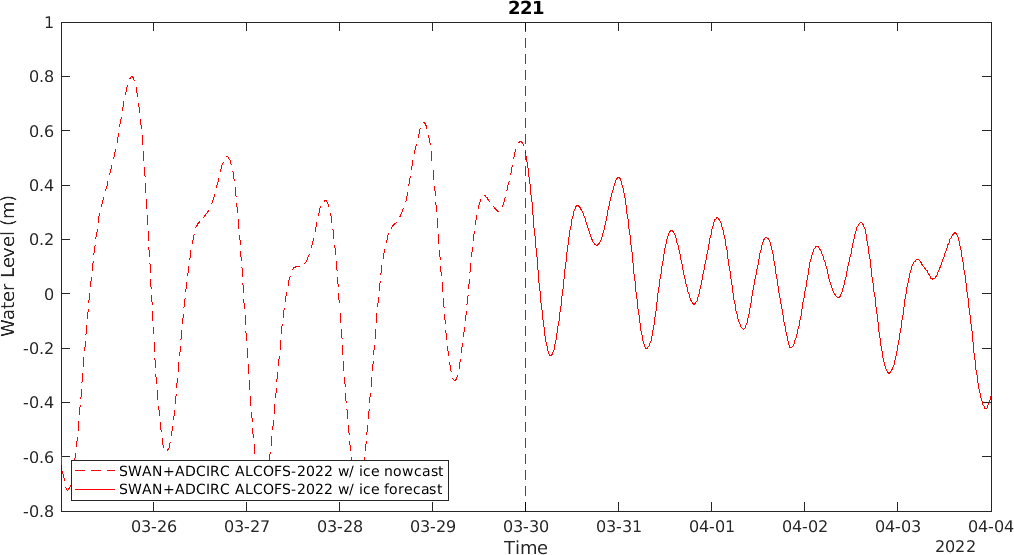 221
Water Level (m)
1
0.8
0.6
0.4
0.2
0
-0.2
-0.4
-0.6
-0.8
SWAN+ADCIRC ALCOFS-2022 w/ ice nowcast
SWAN+ADCIRC ALCOFS-2022 w/ ice forecast
03-26 03-27 03-28 03-29 03-30 03-31 04-01 04-02 04-03 04-04
Time
2022